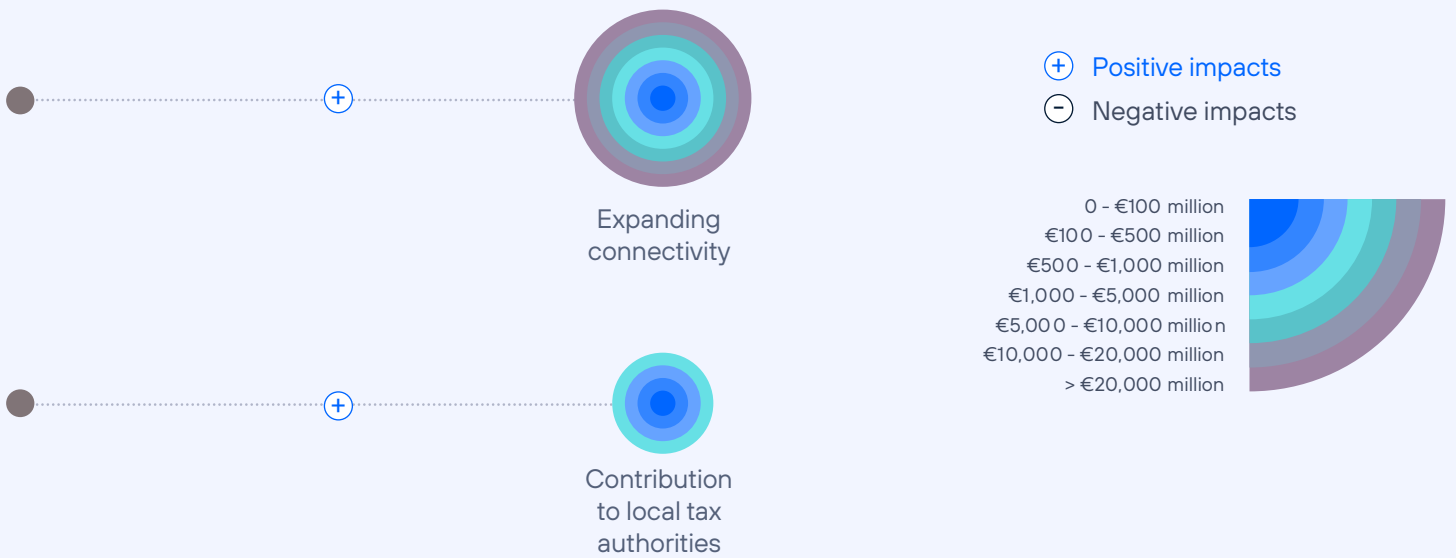 Expanding
connectivity
Contribution
to local tax
authorities
Positive impacts
Negative impacts
0 - €100 million
€100 - €500 million
€500 - €1,000 million
€1,000 - €5,000 million
€5,000 - €10,000 million
€10,000 - €20,000 million
> €20,000 million